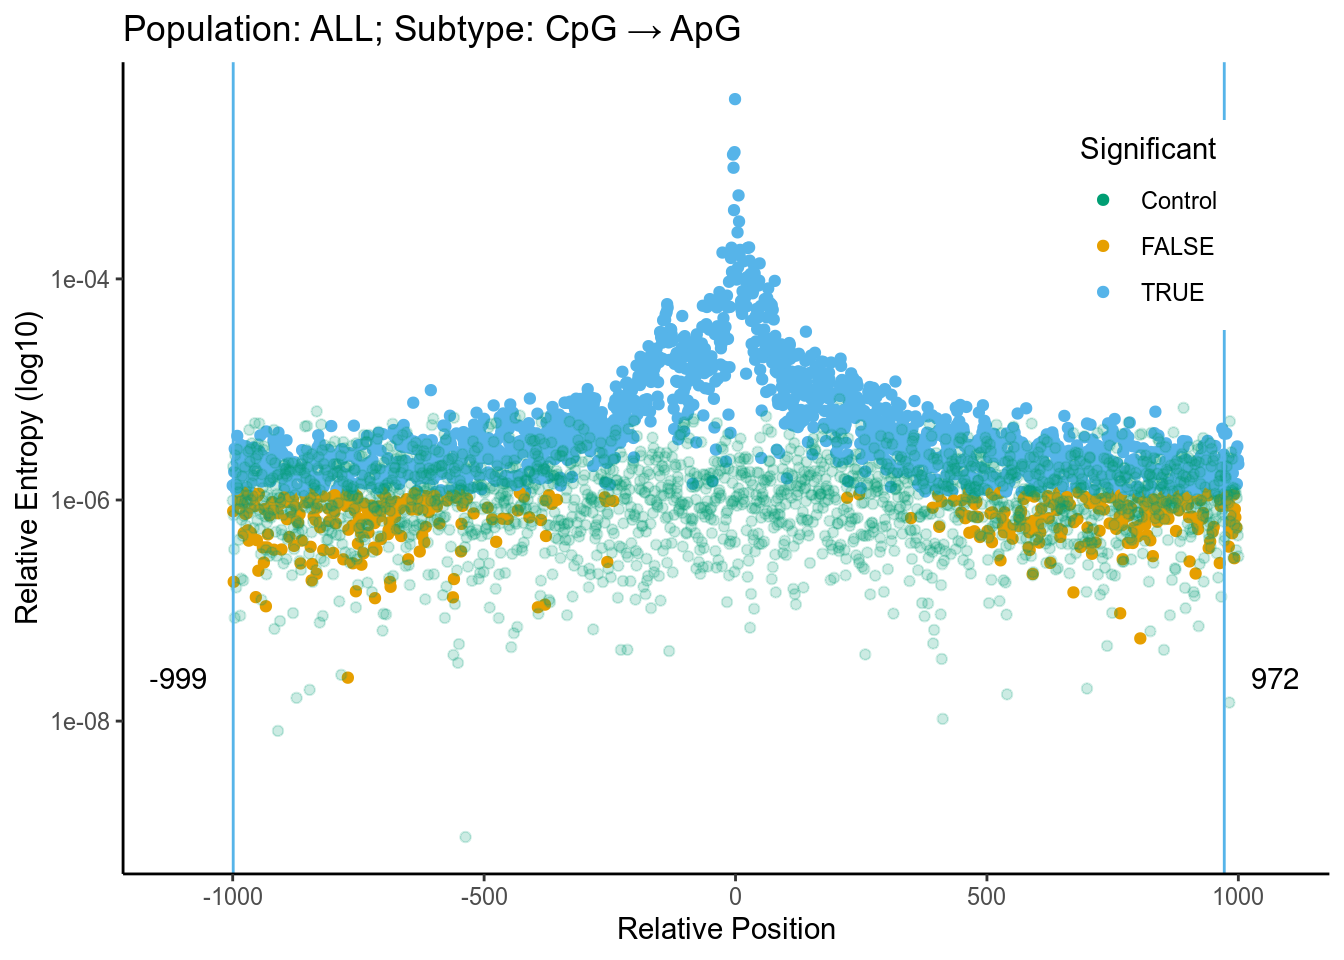 Population: ALL; Subtype: CpG → ApG
Significant
Control
FALSE
TRUE
1e-04
1e-06
1e-08
Relative Entropy (log10)
-999
972
-1000
-500
0
500
1000
Relative Position